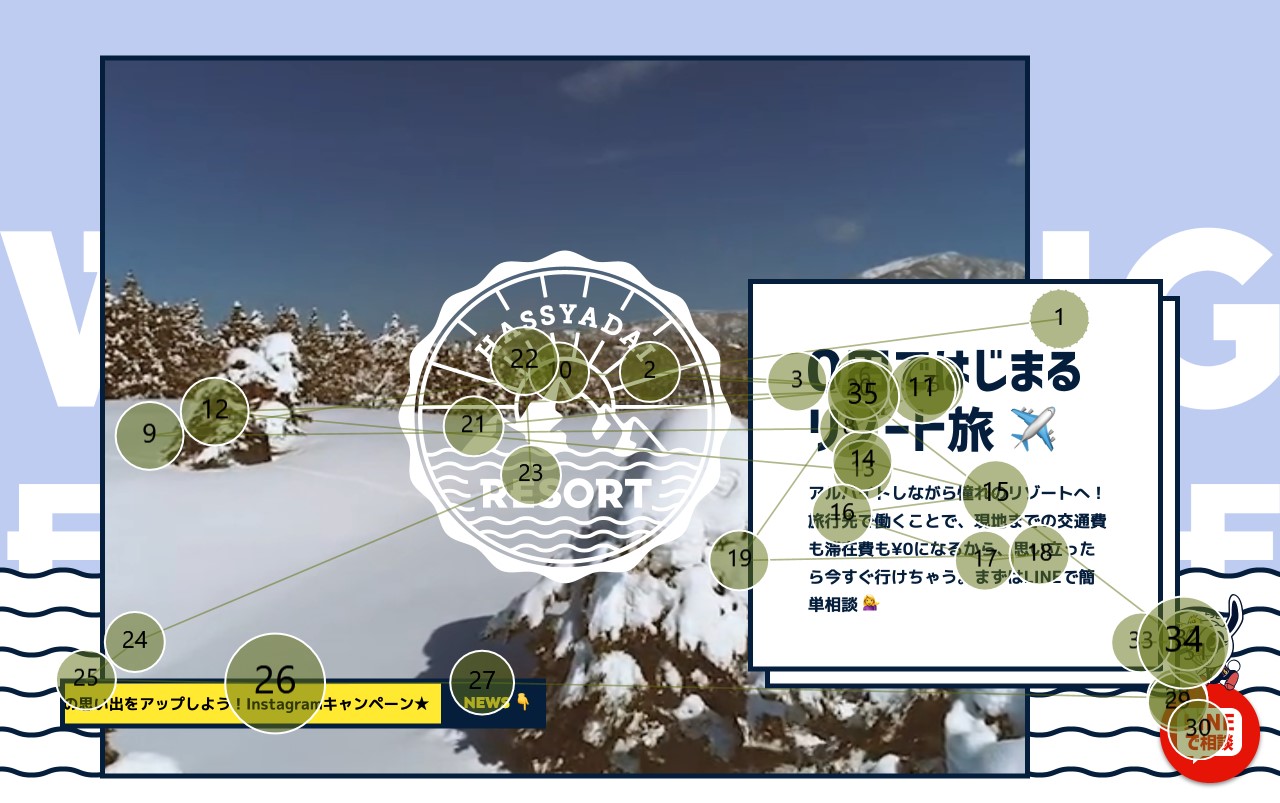 HASSYADAI
RESORT
0円ではじまる
リゾート旅
アルバイトしながら憧れのリゾートへ！
旅行先で働くことで、現地までの交通費
も滞在費も¥0になるから、思い立った
ら今すぐ行けちゃう。まずはLINEで簡
単相談
の思い出をアップしよう！Instagramキャンペーン★
NEWS
LINE
で相談
1
2
3
9
11
12
14
15
16
17
18
19
21
22
23
24
25
26
27
29
30
33
34
35